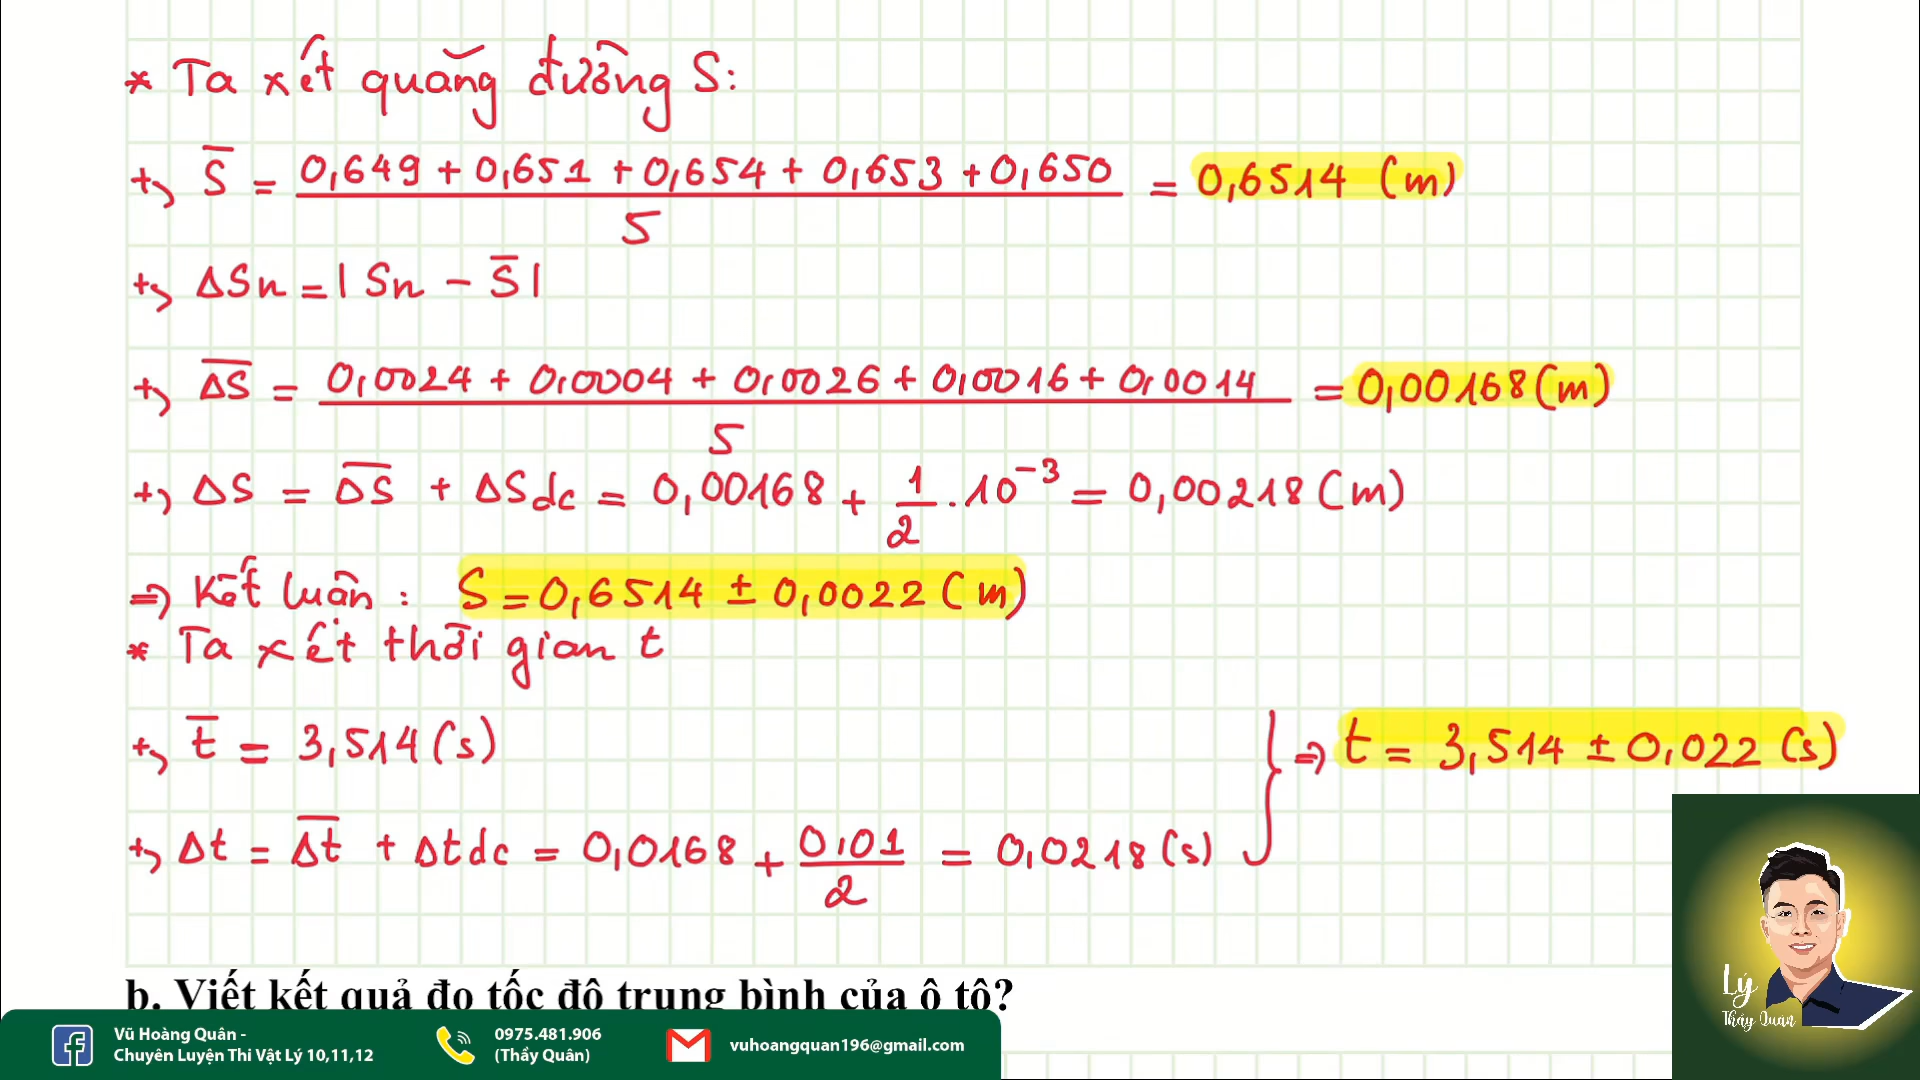 * Ta xét quãng đường S:
+, S̅ = (0,649 + 0,651 + 0,654 + 0,653 + 0,650)/5 = 0,6514 (m)
+, ΔSn = | Sn - S̅ |
+, Δ̅S̅ = (0,0024 + 0,0004 + 0,0026 + 0,0016 + 0,0014)/5 = 0,00168 (m)
+, ΔS = Δ̅S̅ + ΔSdc = 0,00168 + 1/2 . 10⁻³ = 0,00218 (m)
=> Kết luận : S = 0,6514 ± 0,0022 (m)
* Ta xét thời gian t
+, t̅ = 3,514 (s)
=> t = 3,514 ± 0,022 (s)
+, Δt = Δ̅t̅ + Δtdc = 0,0168 + 0,01/2 = 0,0218 (s)
b. Viết kết quả đo tốc độ trung bình của ô tô?
Lý
Thầy Quân
Vũ Hoàng Quân -
Chuyên Luyện Thi Vật Lý 10,11,12
0975.481.906
(Thầy Quân)
vuhoangquan196@gmail.com